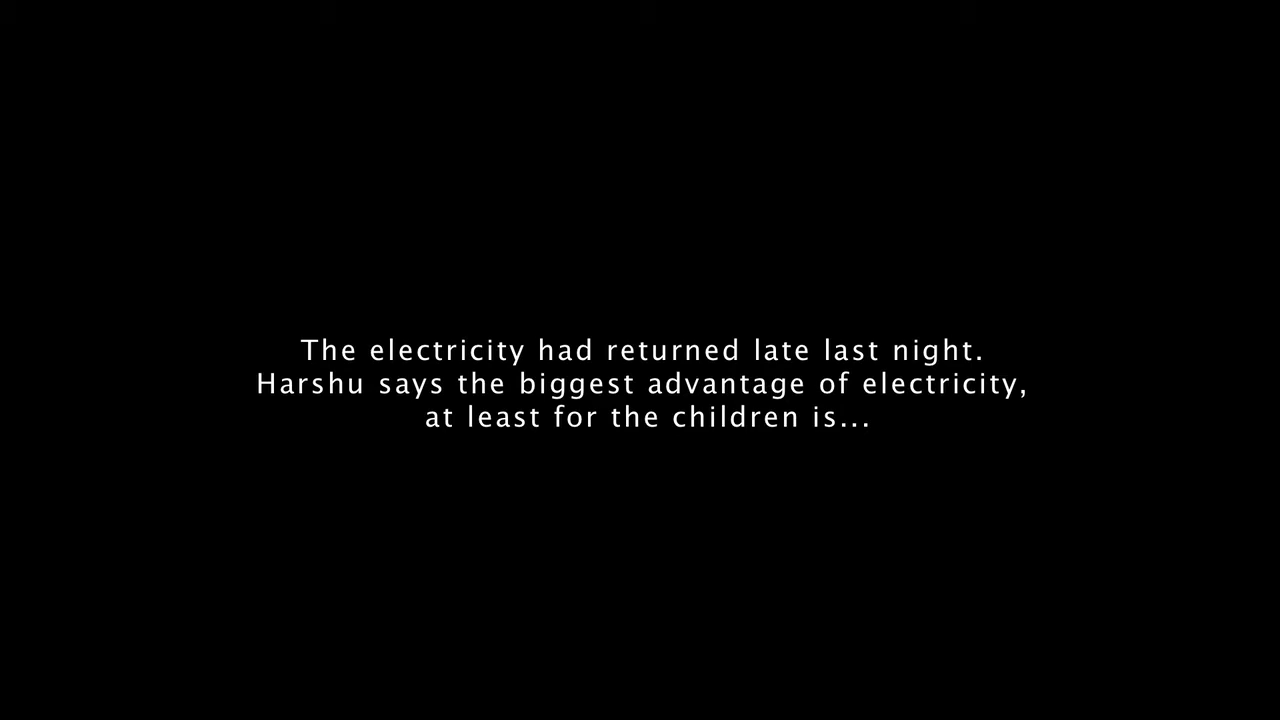 The electricity had returned late last night.
Harshu says the biggest advantage of electricity,
at least for the children is...